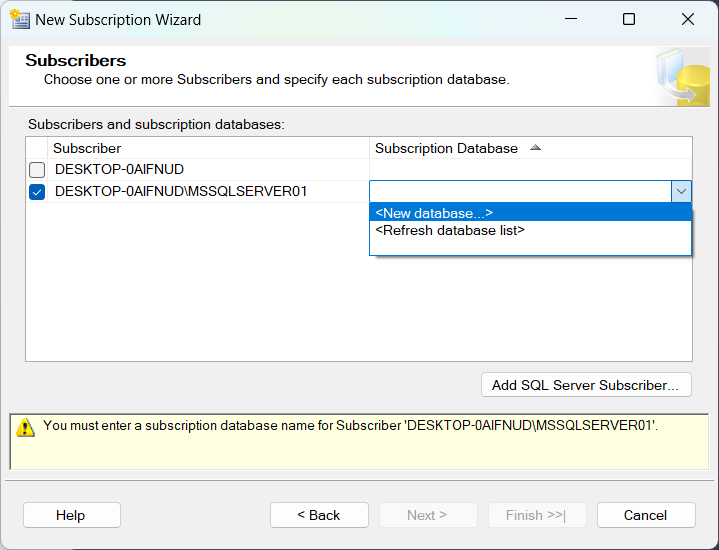 New Subscription Wizard
Subscribers
Choose one or more Subscribers and specify each subscription database.
Subscribers and subscription databases:
Subscriber Subscription Database
DESKTOP-0AIFNUD
DESKTOP-0AIFNUD\MSSQLSERVER01
<New database...>
<Refresh database list>
Add SQL Server Subscriber...
You must enter a subscription database name for Subscriber 'DESKTOP-0AIFNUD\MSSQLSERVER01'.
Help < Back Next > Finish >>| Cancel